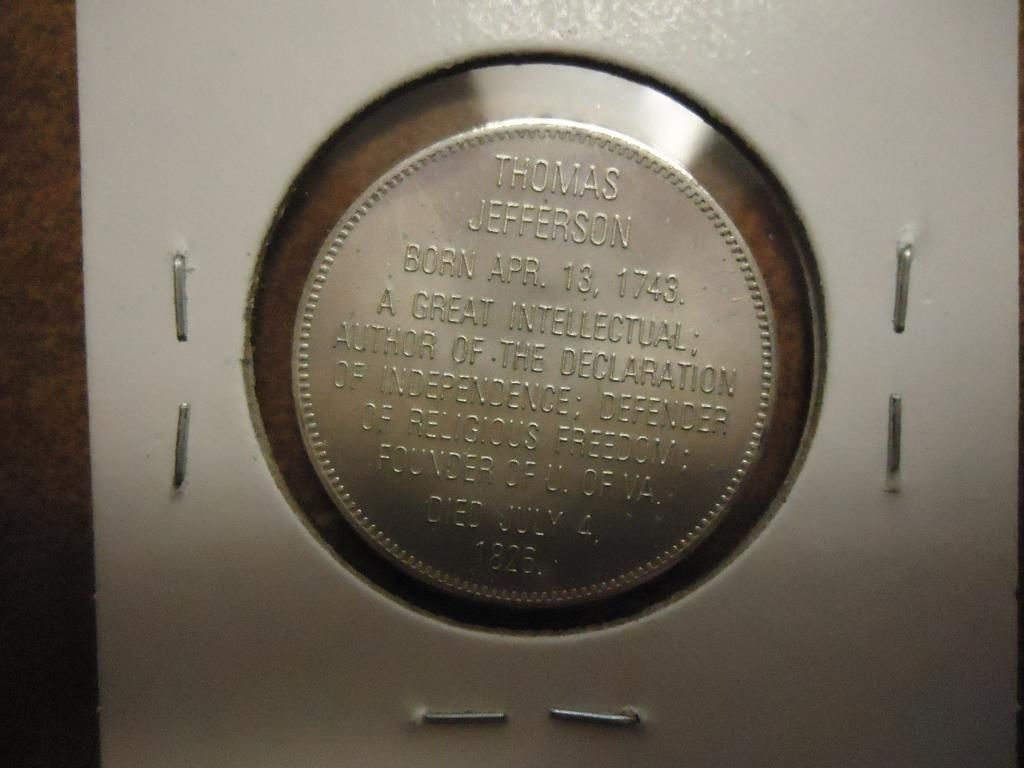 THOMAS
JEFFERSON
BORN APR. 13, 1743.
A GREAT INTELLECTUAL;
AUTHOR OF THE DECLARATION
OF INDEPENDENCE; DEFENDER
OF RELIGIOUS FREEDOM;
FOUNDER OF U. OF VA.
DIED JULY 4,
1826.